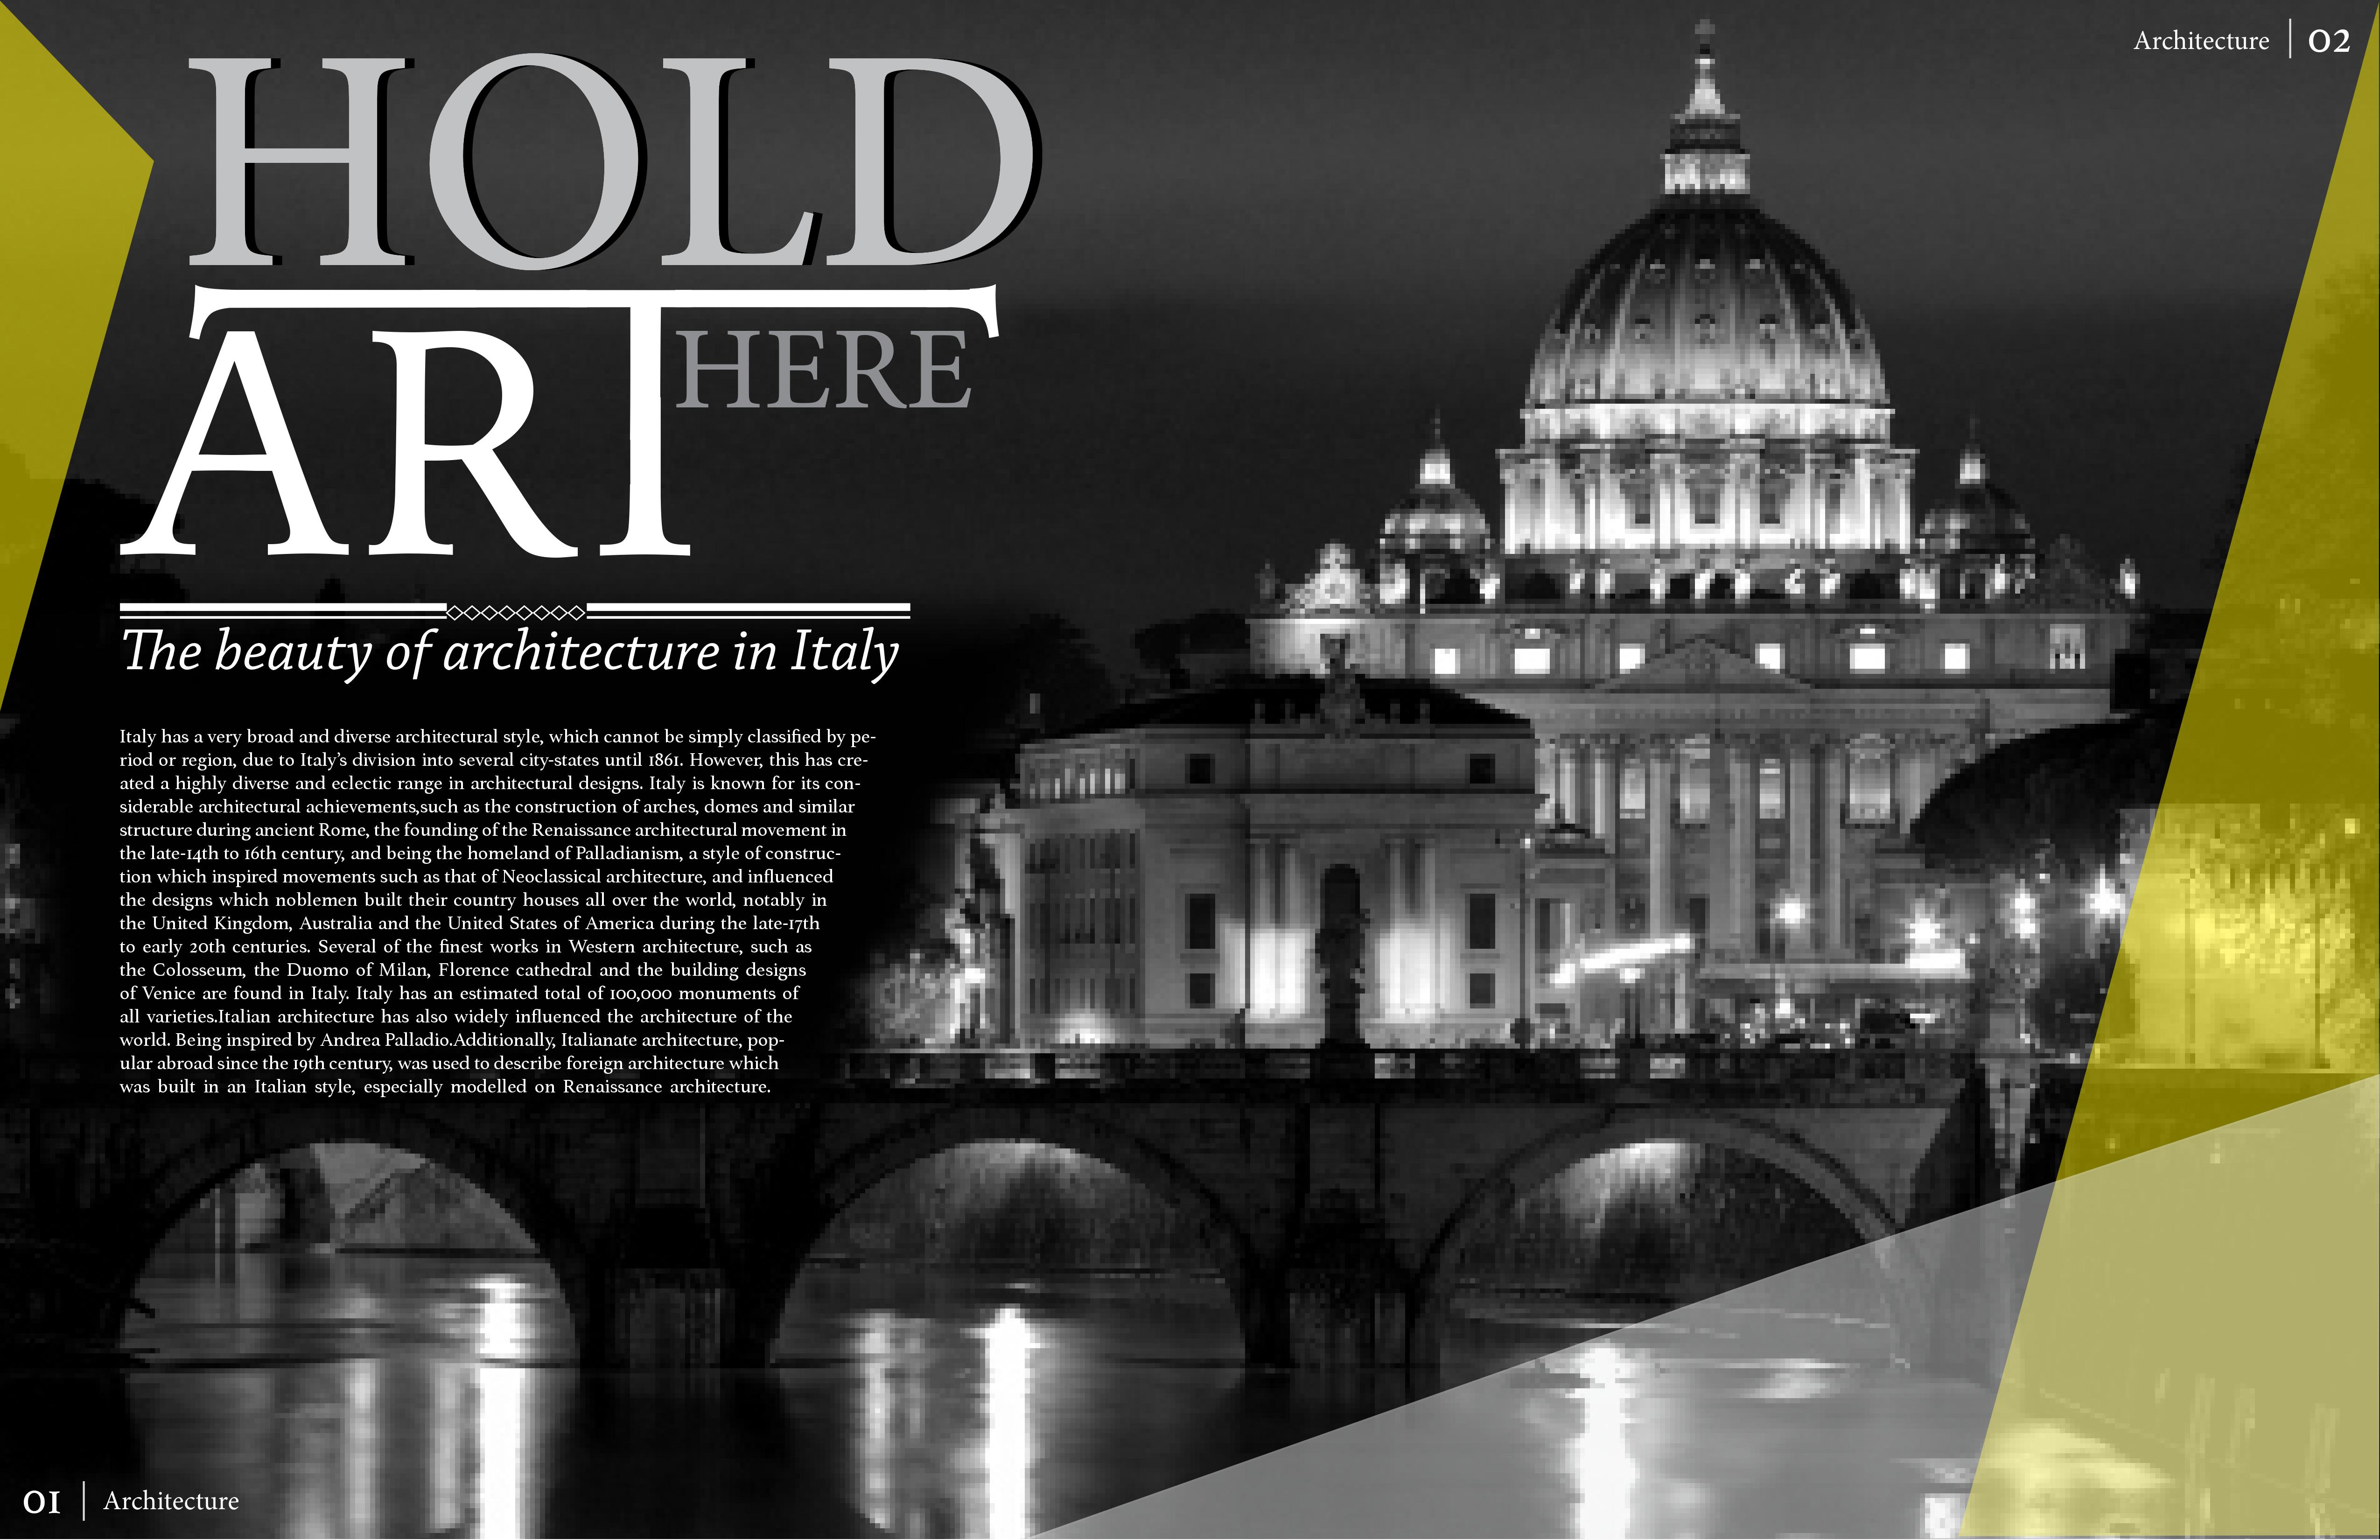 HOLD
ART HERE
The beauty of architecture in Italy
Italy has a very broad and diverse architectural style, which cannot be simply classified by pe-
riod or region, due to Italy's division into several city-states until 1861. However, this has cre-
ated a highly diverse and eclectic range in architectural designs. Italy is known for its con-
siderable architectural achievements,such as the construction of arches, domes and similar
structure during ancient Rome, the founding of the Renaissance architectural movement in
the late-14th to 16th century, and being the homeland of Palladianism, a style of construc-
tion which inspired movements such as that of Neoclassical architecture, and influenced
the designs which noblemen built their country houses all over the world, notably in
the United Kingdom, Australia and the United States of America during the late-17th
to early 20th centuries. Several of the finest works in Western architecture, such as
the Colosseum, the Duomo of Milan, Florence cathedral and the building designs
of Venice are found in Italy. Italy has an estimated total of 100,000 monuments of
all varieties.Italian architecture has also widely influenced the architecture of the
world. Being inspired by Andrea Palladio.Additionally, Italianate architecture, pop-
ular abroad since the 19th century, was used to describe foreign architecture which
was built in an Italian style, especially modelled on Renaissance architecture.
01 | Architecture
Architecture | 02